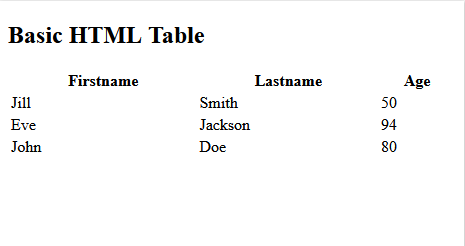 Basic HTML Table
Firstname Lastname Age
Jill Smith 50
Eve Jackson 94
John Doe 80